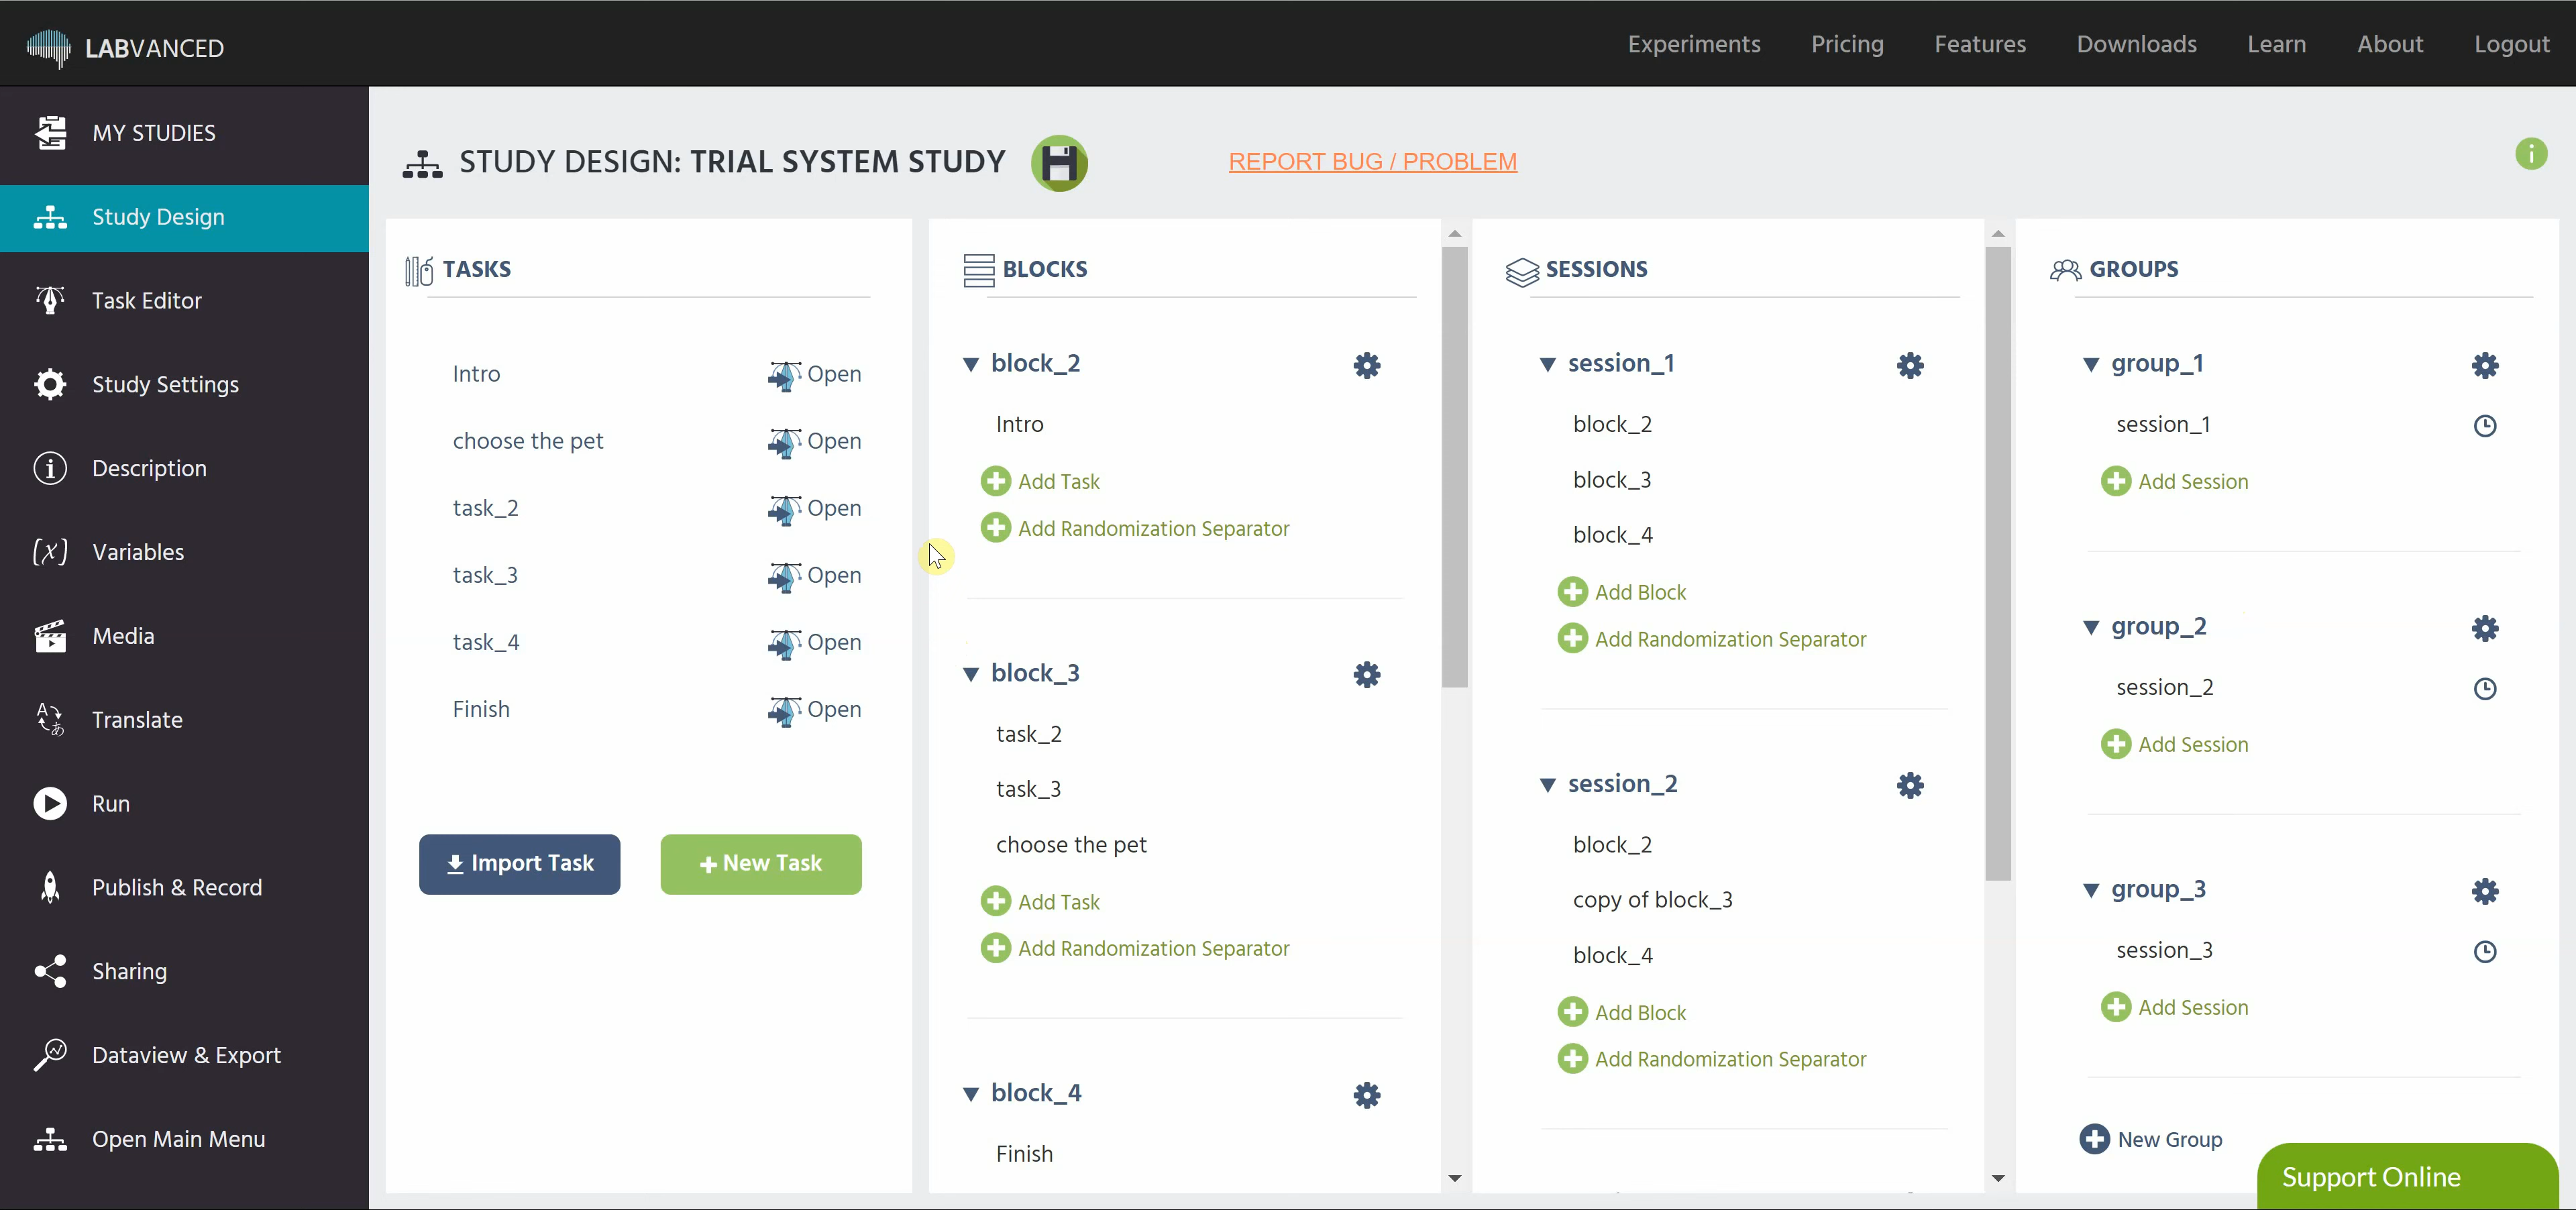 LABVANCED
Experiments Pricing Features Downloads Learn About Logout
MY STUDIES
Study Design
Task Editor
Study Settings
Description
Variables
Media
Translate
Run
Publish & Record
Sharing
Dataview & Export
Open Main Menu
STUDY DESIGN: TRIAL SYSTEM STUDY
REPORT BUG / PROBLEM
TASKS
Intro Open
choose the pet Open
task_2 Open
task_3 Open
task_4 Open
Finish Open
Import Task
New Task
BLOCKS
block_2
Intro
Add Task
Add Randomization Separator
block_3
task_2
task_3
choose the pet
Add Task
Add Randomization Separator
block_4
Finish
SESSIONS
session_1
block_2
block_3
block_4
Add Block
Add Randomization Separator
session_2
block_2
copy of block_3
block_4
Add Block
Add Randomization Separator
GROUPS
group_1
session_1
Add Session
group_2
session_2
Add Session
group_3
session_3
Add Session
New Group
Support Online